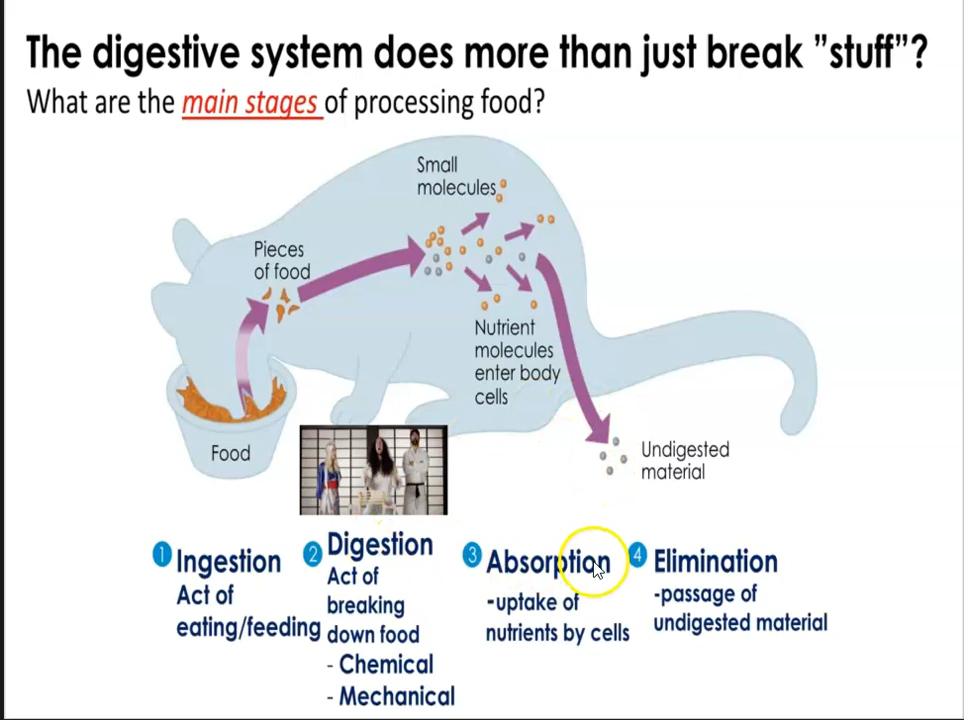 The digestive system does more than just break ”stuff”?
What are the main stages of processing food?
Small
molecules
Pieces
of food
Nutrient
molecules
enter body
cells
Food
Undigested
material
1 Ingestion
Act of
eating/feeding
2 Digestion
Act of
breaking
down food
- Chemical
- Mechanical
3 Absorption
-uptake of
nutrients by cells
4 Elimination
-passage of
undigested material